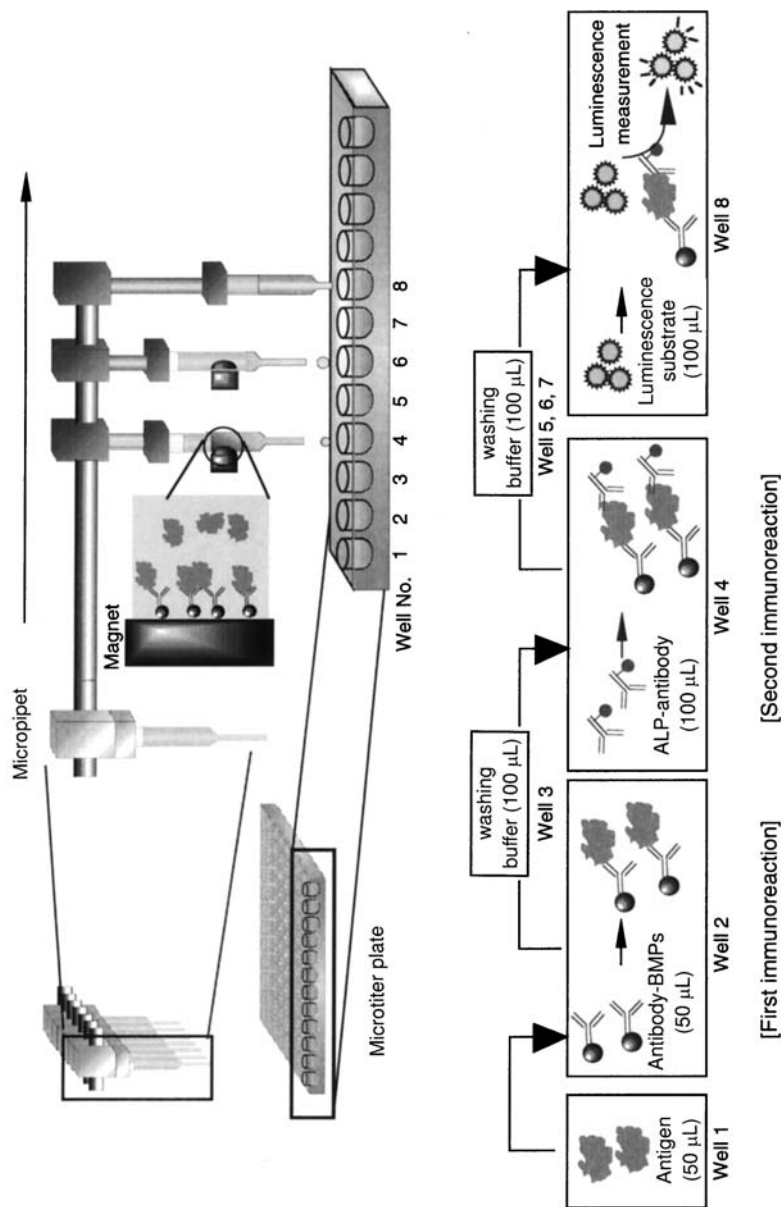 Micropipet
Magnet
Well No.
1 2 3 4 5 6 7 8
Microtiter plate
Antigen
(50 µL)
Well 1
Antibody-BMPs
(50 µL)
Well 2
washing
buffer (100 µL)
Well 3
ALP-antibody
(100 µL)
Well 4
washing
buffer (100 µL)
Well 5, 6, 7
Luminescence
substrate
(100 µL)
Luminescence
measurement
Well 8
[First immunoreaction]
[Second immunoreaction]